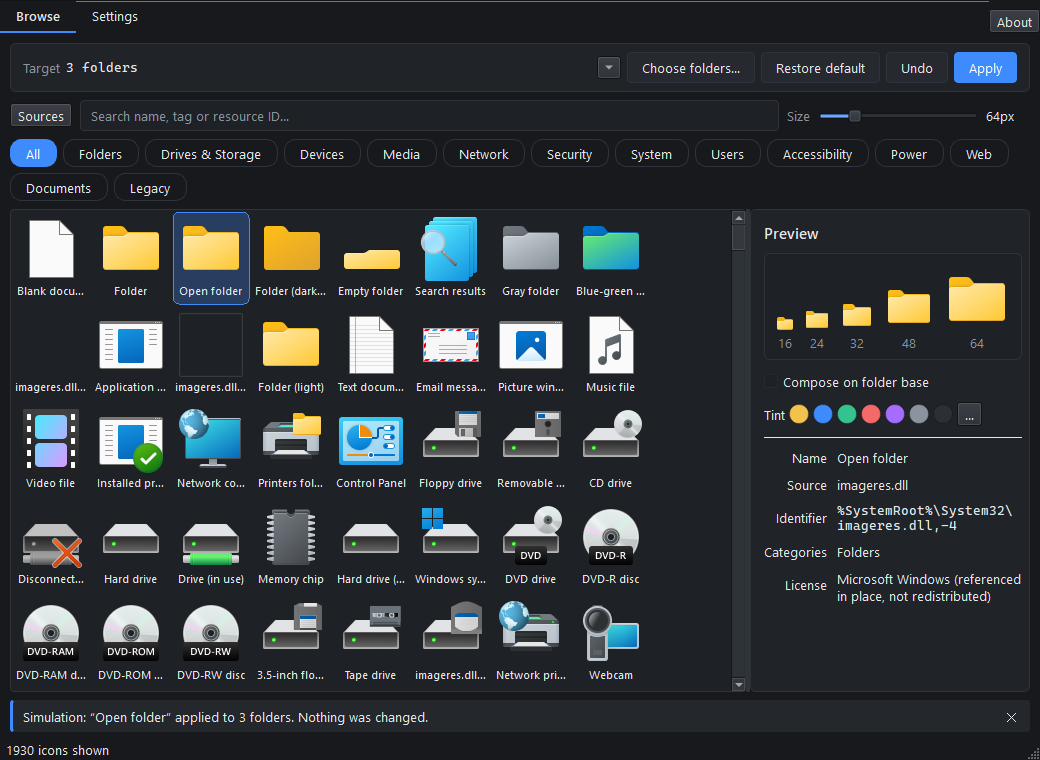 Browse Settings
About
Target 3 folders Choose folders... Restore default Undo Apply
Sources Search name, tag or resource ID... Size 64px
All Folders Drives & Storage Devices Media Network Security System Users Accessibility Power Web
Documents Legacy
Blank docu... Folder Open folder Folder (dark... Empty folder Search results Gray folder Blue-green ...
imageres.dll... Application ... imageres.dll... Folder (light) Text docum... Email messa... Picture win... Music file
Video file Installed pr... Network co... Printers fol... Control Panel Floppy drive Removable ... CD drive
DVD DVD-R
Disconnect... Hard drive Drive (in use) Memory chip Hard drive (... Windows sy... DVD drive DVD-R disc
DVD-RAM DVD-ROM DVD-RW
DVD-RAM d... DVD-ROM ... DVD-RW disc 3.5-inch flo... Tape drive imageres.dll... Network pri... Webcam
Preview
16 24 32 48 64
Compose on folder base
Tint ...
Name Open folder
Source imageres.dll
Identifier %SystemRoot%\System32\
imageres.dll,-4
Categories Folders
License Microsoft Windows (referenced
in place, not redistributed)
Simulation: “Open folder” applied to 3 folders. Nothing was changed.
1930 icons shown